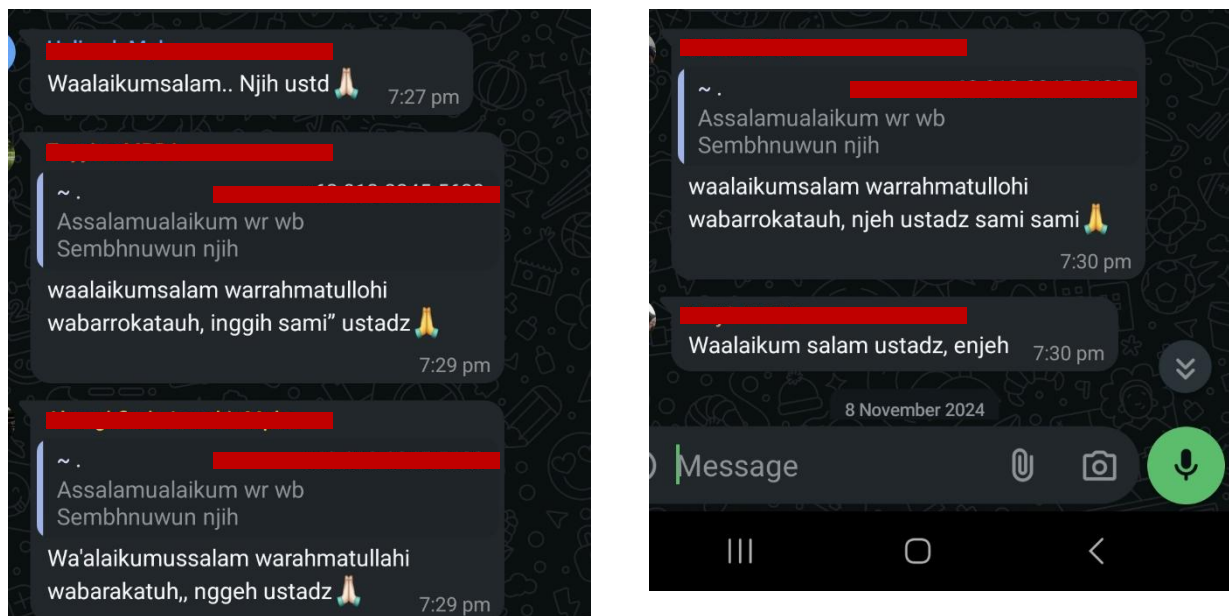 Waalaikumsalam.. Njih ustd🙏🏻
7:27 pm
~ .
Assalamualaikum wr wb
Sembhnuwun njih
waalaikumsalam warrahmatullohi
wabarrokatauh, inggih sami” ustadz🙏
7:29 pm
~ .
Assalamualaikum wr wb
Sembhnuwun njih
Wa'alaikumussalam warahmatullahi
wabarakatuh,, nggeh ustadz🙏🏻
7:29 pm
~ .
Assalamualaikum wr wb
Sembhnuwun njih
waalaikumsalam warrahmatullohi
wabarrokatauh, njeh ustadz sami sami🙏
7:30 pm
Waalaikum salam ustadz, enjeh
7:30 pm
8 November 2024
Message